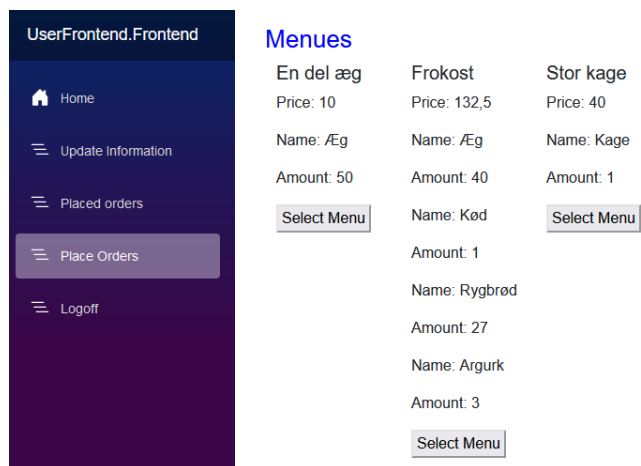 UserFrontend.Frontend
Home
Update Information
Placed orders
Place Orders
Logoff
Menues
En del æg
Price: 10
Name: Æg
Amount: 50
Select Menu
Frokost
Price: 132,5
Name: Æg
Amount: 40
Name: Kød
Amount: 1
Name: Rygbrød
Amount: 27
Name: Argurk
Amount: 3
Select Menu
Stor kage
Price: 40
Name: Kage
Amount: 1
Select Menu